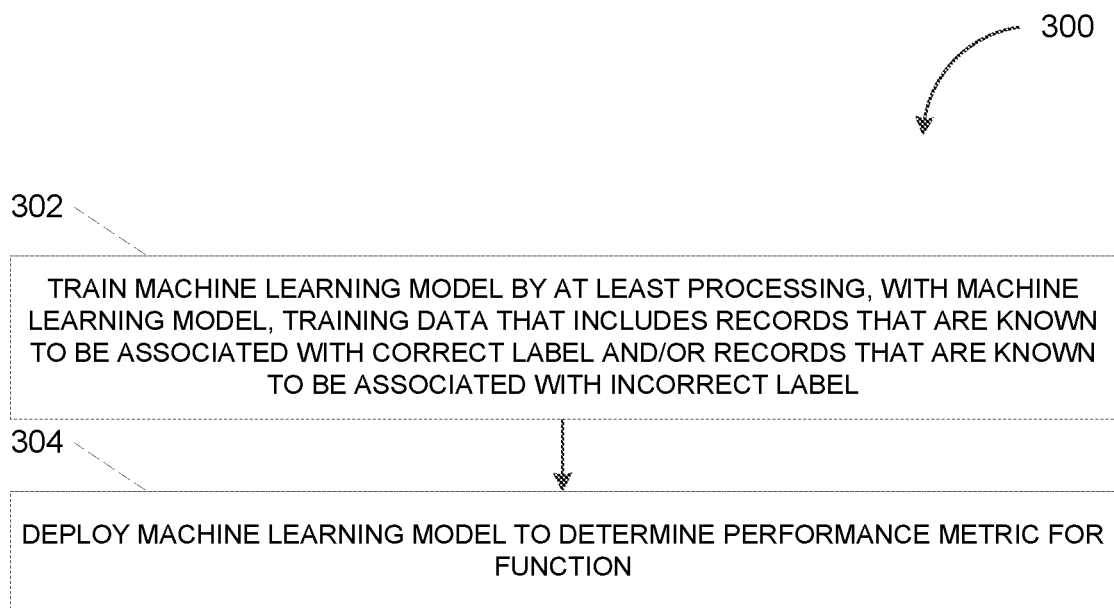 300
302
TRAIN MACHINE LEARNING MODEL BY AT LEAST PROCESSING, WITH MACHINE
LEARNING MODEL, TRAINING DATA THAT INCLUDES RECORDS THAT ARE KNOWN
TO BE ASSOCIATED WITH CORRECT LABEL AND/OR RECORDS THAT ARE KNOWN
TO BE ASSOCIATED WITH INCORRECT LABEL
304
DEPLOY MACHINE LEARNING MODEL TO DETERMINE PERFORMANCE METRIC FOR
FUNCTION